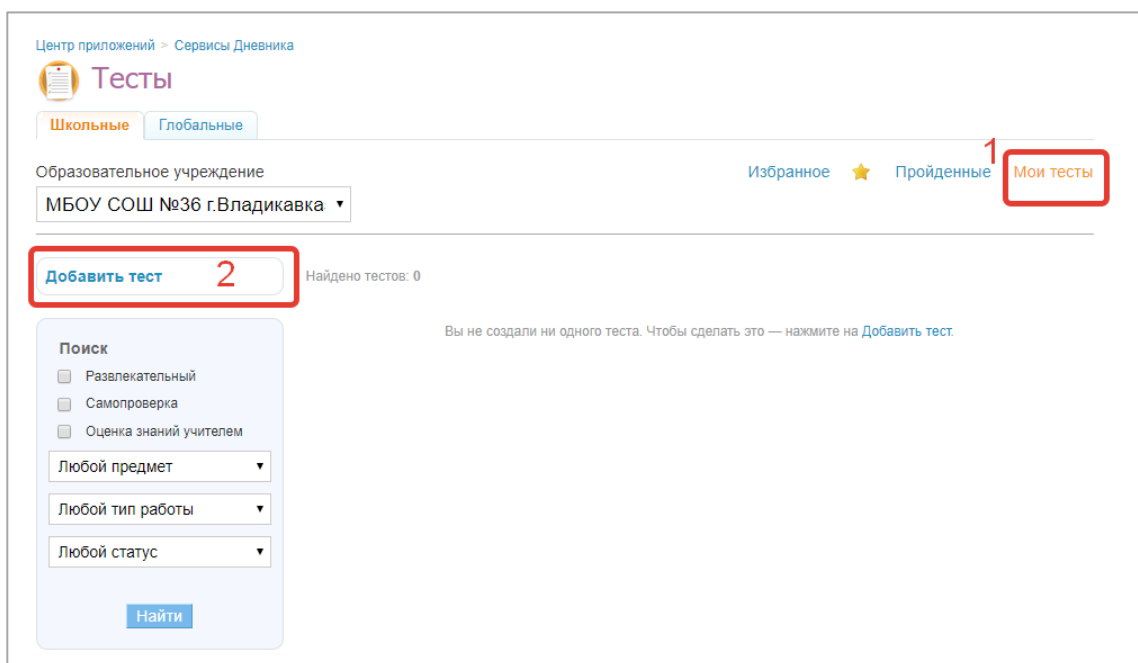 Центр приложений > Сервисы Дневника
Тесты
Школьные Глобальные
1
Образовательное учреждение Избранное Пройденные Мои тесты
МБОУ СОШ №36 г.Владикавка
Добавить тест 2 Найдено тестов: 0
Вы не создали ни одного теста. Чтобы сделать это — нажмите на Добавить тест.
Поиск
Развлекательный
Самопроверка
Оценка знаний учителем
Любой предмет
Любой тип работы
Любой статус
Найти